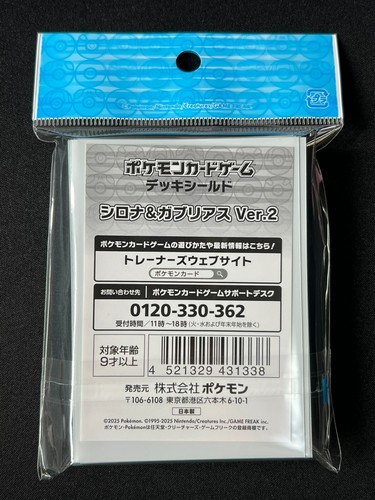 ポケモンカードゲーム
デッキシールド
シロナ&ガブリアス Ver.2
ポケモンカードゲームの遊びかたや最新情報はこちら!
トレーナーズウェブサイト
ポケモンカード
お問い合わせ先 ポケモンカードゲームサポートデスク
0120-330-362
受付時間/11時～18時(火・水および年末年始を除く)
対象年齢
9才以上
4 521329 431338
発売元 株式会社ポケモン
〒106-6108 東京都港区六本木6-10-1
日本製
©2025 Pokémon. ©1995-2025 Nintendo/Creatures Inc./GAME FREAK inc.
ポケモン・Pokémonは任天堂・クリーチャーズ・ゲームフリークの登録商標です。